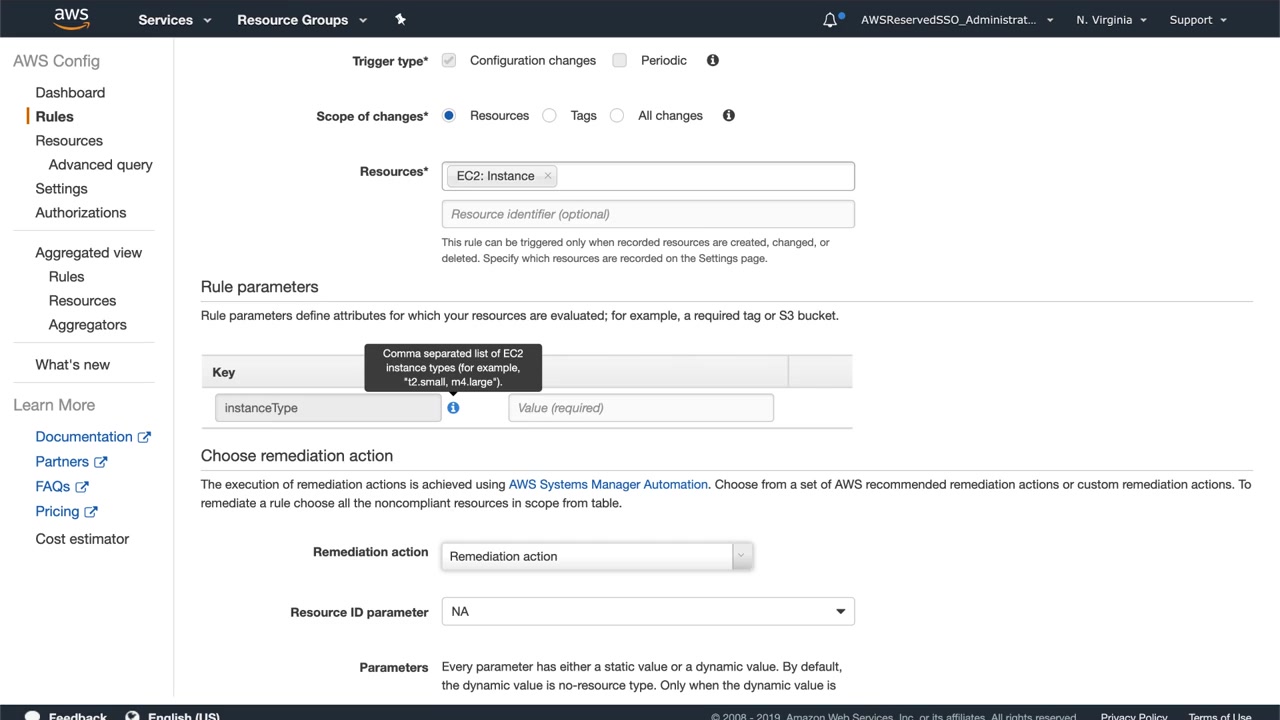 aws
Services
Resource Groups
AWSReservedSSO_Administrat...
N. Virginia
Support
AWS Config
Dashboard
Rules
Resources
Advanced query
Settings
Authorizations
Aggregated view
Rules
Resources
Aggregators
What's new
Learn More
Documentation
Partners
FAQs
Pricing
Cost estimator
Trigger type*
Configuration changes
Periodic
Scope of changes*
Resources
Tags
All changes
Resources*
EC2: Instance ×
Resource identifier (optional)
This rule can be triggered only when recorded resources are created, changed, or
deleted. Specify which resources are recorded on the Settings page.
Rule parameters
Rule parameters define attributes for which your resources are evaluated; for example, a required tag or S3 bucket.
Comma separated list of EC2
instance types (for example,
"t2.small, m4.large").
Key
instanceType
Value (required)
Choose remediation action
The execution of remediation actions is achieved using AWS Systems Manager Automation. Choose from a set of AWS recommended remediation actions or custom remediation actions. To
remediate a rule choose all the noncompliant resources in scope from table.
Remediation action
Remediation action
Resource ID parameter
NA
Parameters
Every parameter has either a static value or a dynamic value. By default,
the dynamic value is no-resource type. Only when the dynamic value is
Feedback
English (US)
© 2008 - 2019, Amazon Web Services, Inc. or its affiliates. All rights reserved.
Privacy Policy
Terms of Use